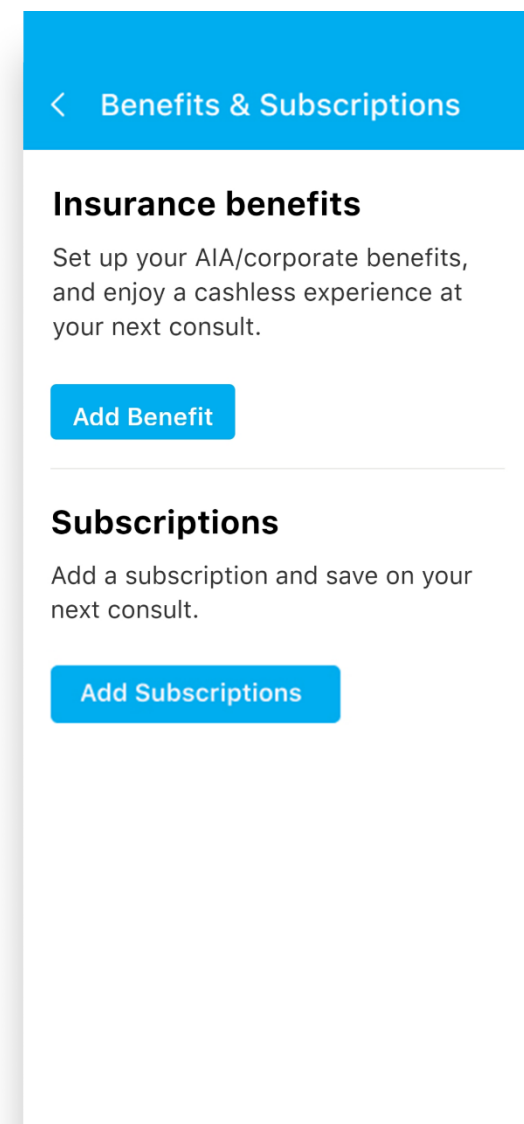 Benefits & Subscriptions
Insurance benefits
Set up your AIA/corporate benefits,
and enjoy a cashless experience at
your next consult.
Add Benefit
Subscriptions
Add a subscription and save on your
next consult.
Add Subscriptions